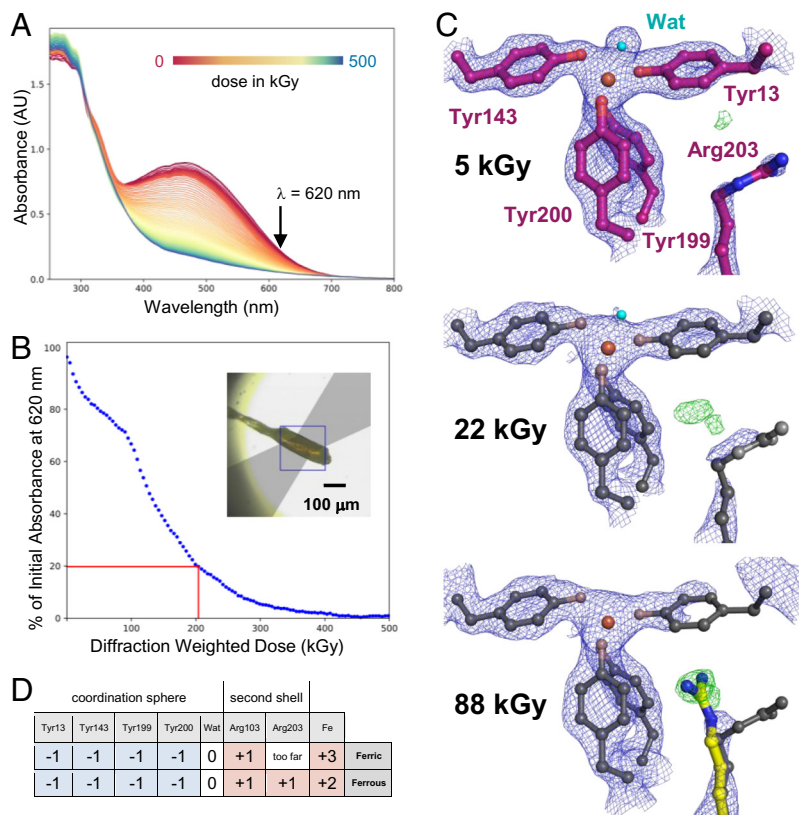 A
0
500
dose in kGy
λ = 620 nm
1.5
1.0
0.5
0.0
Absorbance (AU)
300
400
500
600
700
800
Wavelength (nm)
B
100
80
60
40
20
0
% of Initial Absorbance at 620 nm
100 μm
0
100
200
300
400
500
Diffraction Weighted Dose (kGy)
C
Wat
Tyr143
Tyr13
Arg203
5 kGy
Tyr200
Tyr199
22 kGy
88 kGy
D
coordination sphere second shell
Tyr13 Tyr143 Tyr199 Tyr200 Wat Arg103 Arg203 Fe
-1 -1 -1 -1 0 +1 too far +3 Ferric
-1 -1 -1 -1 0 +1 +1 +2 Ferrous